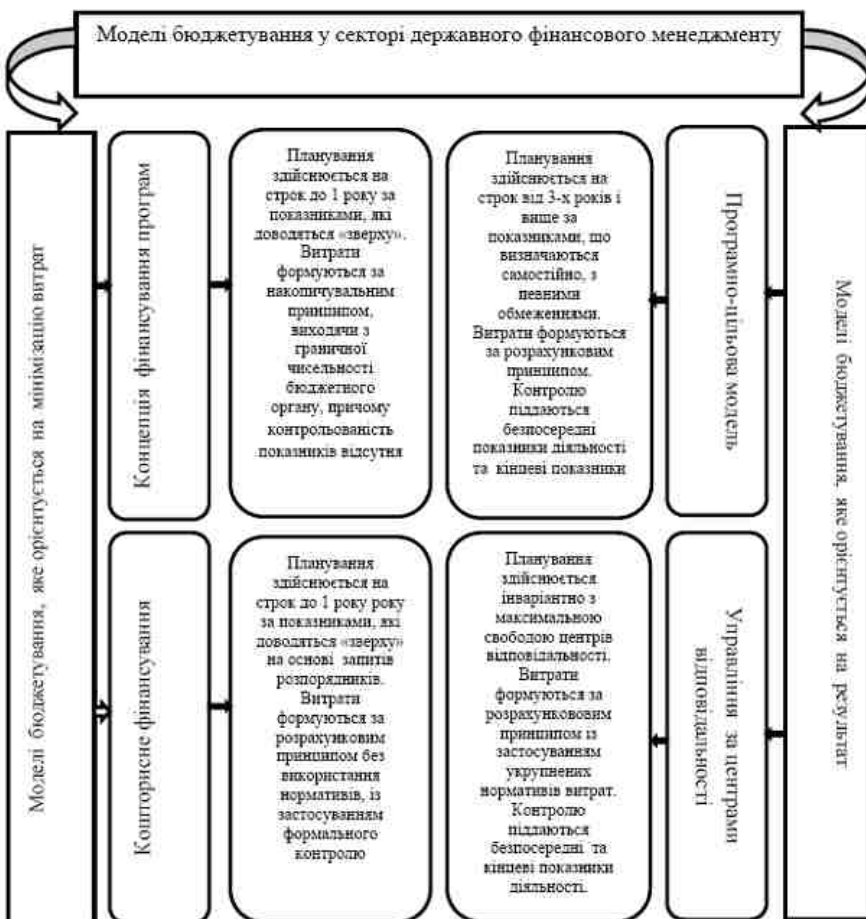 Моделі бюджетування у секторі державного фінансового менеджменту
Моделі бюджетування, яке орієнтується на мінімізацію витрат
Концепція фінансування програм
Планування
здійснюється на
строк до 1 року за
показниками, які
доводяться «зверху».
Витрати
формуються за
накопичувальним
принципом,
виходячи з
граничної
чисельності
бюджетного
органу, причому
контрольованість
показників відсутня
Планування
здійснюється на
строк від 3-х років і
вище за
показниками, що
визначаються
самостійно, з
певними
обмеженнями.
Витрати формуються
за розрахунковим
принципом.
Контролю
піддаються
безпосередні
показники діяльності
та кінцеві показники
Програмно-цільова модель
Моделі бюджетування, яке орієнтується на результат
Кошторисне фінансування
Планування
здійснюється на
строк до 1 року року
за показниками, які
доводяться «зверху»
на основі запитів
розпорядників.
Витрати
формуються за
розрахунковим
принципом без
використання
нормативів, із
застосуванням
формального
контролю
Планування
здійснюється
інваріантно з
максимальною
свободою центрів
відповідальності.
Витрати
формуються за
розрахункововим
принципом із
застосуванням
укрупнених
нормативів витрат.
Контролю
піддаються
безпосередні та
кінцеві показники
діяльності.
Управління за центрами
відповідальності